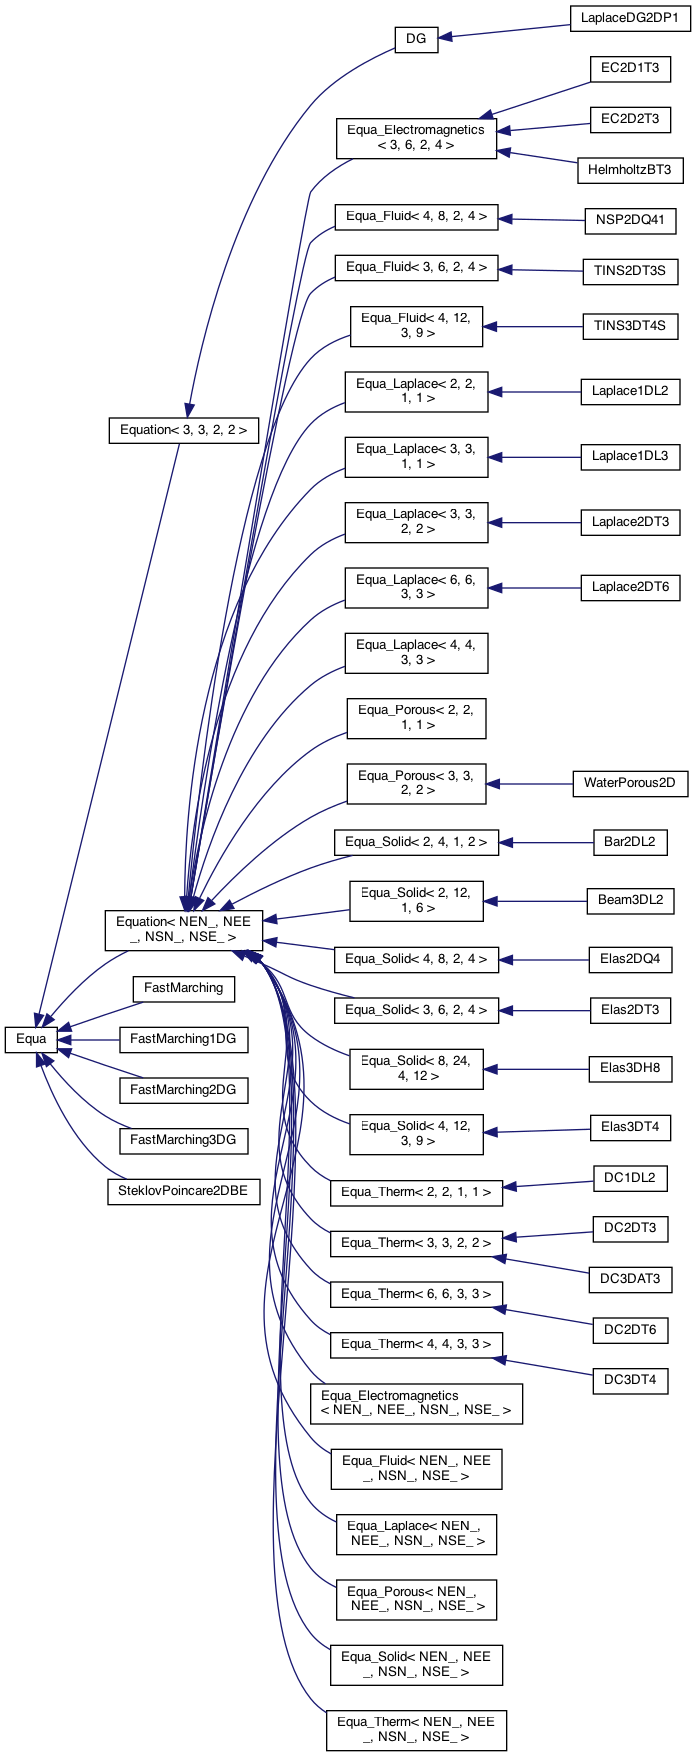 LaplaceDG2DP1
DG
EC2D1T3
Equa_Electromagnetics
< 3, 6, 2, 4 >
EC2D2T3
HelmholtzBT3
Equa_Fluid< 4, 8, 2, 4 >
NSP2DQ41
Equa_Fluid< 3, 6, 2, 4 >
TINS2DT3S
Equa_Fluid< 4, 12,
3, 9 >
TINS3DT4S
Equa_Laplace< 2, 2,
1, 1 >
Laplace1DL2
Equation< 3, 3, 2, 2 >
Equa_Laplace< 3, 3,
1, 1 >
Laplace1DL3
Equa_Laplace< 3, 3,
2, 2 >
Laplace2DT3
Equa_Laplace< 6, 6,
3, 3 >
Laplace2DT6
Equa_Laplace< 4, 4,
3, 3 >
Equa_Porous< 2, 2,
1, 1 >
Equa_Porous< 3, 3,
2, 2 >
WaterPorous2D
Equa_Solid< 2, 4, 1, 2 >
Bar2DL2
Equa_Solid< 2, 12,
1, 6 >
Beam3DL2
Equation< NEN_, NEE
_, NSN_, NSE_ >
Equa_Solid< 4, 8, 2, 4 >
Elas2DQ4
FastMarching
Equa_Solid< 3, 6, 2, 4 >
Elas2DT3
Equa
FastMarching1DG
Equa_Solid< 8, 24,
4, 12 >
Elas3DH8
FastMarching2DG
Equa_Solid< 4, 12,
3, 9 >
Elas3DT4
FastMarching3DG
SteklovPoincare2DBE
Equa_Therm< 2, 2, 1, 1 >
DC1DL2
Equa_Therm< 3, 3, 2, 2 >
DC2DT3
DC3DAT3
Equa_Therm< 6, 6, 3, 3 >
DC2DT6
Equa_Therm< 4, 4, 3, 3 >
DC3DT4
Equa_Electromagnetics
< NEN_, NEE_, NSN_, NSE_ >
Equa_Fluid< NEN_, NEE
_, NSN_, NSE_ >
Equa_Laplace< NEN_,
NEE_, NSN_, NSE_ >
Equa_Porous< NEN_,
NEE_, NSN_, NSE_ >
Equa_Solid< NEN_, NEE
_, NSN_, NSE_ >
Equa_Therm< NEN_, NEE
_, NSN_, NSE_ >